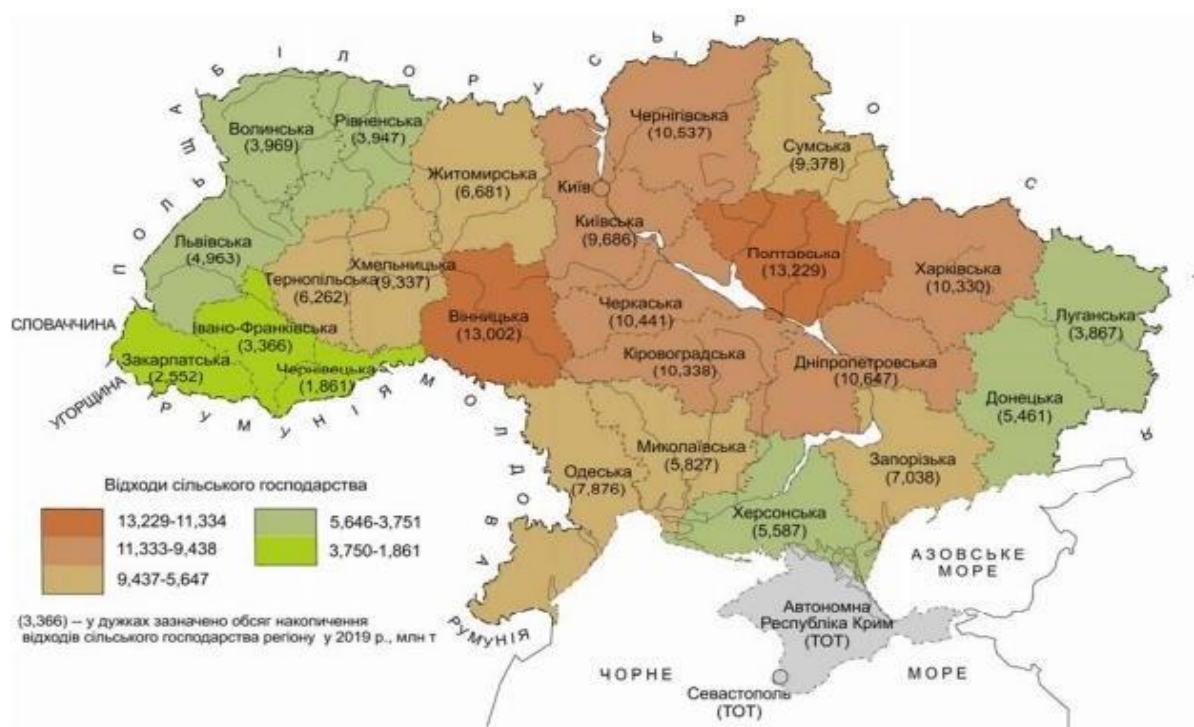 ПОЛЬЩА
БІЛОРУСЬ
РОСІЯ
Волинська
(3,969)
Рівненська
(3,947)
Житомирська
(6,681)
Чернігівська
(10,537)
Сумська
(9,378)
Київ
Київська
(9,686)
Львівська
(4,963)
Тернопільська
(6,262)
Хмельницька
(9,337)
Вінницька
(13,002)
Черкаська
(10,441)
Полтавська
(13,229)
Харківська
(10,330)
Луганська
(3,867)
СЛОВАЧЧИНА
Івано-Франківська
(3,366)
Закарпатська
(2,552)
Чернівецька
(1,861)
УГОРЩИНА
РУМУНІЯ
МОЛДОВА
Кіровоградська
(10,338)
Дніпропетровська
(10,647)
Донецька
(5,461)
Одеська
(7,876)
Миколаївська
(5,827)
Запорізька
(7,038)
Херсонська
(5,587)
Відходи сільського господарства
13,229-11,334
11,333-9,438
9,437-5,647
5,646-3,751
3,750-1,861
(3,366) -- у дужках зазначено обсяг накопичення
відходів сільського господарства регіону у 2019 р., млн т
РУМУНІЯ
АЗОВСЬКЕ
МОРЕ
Автономна
Республіка Крим
(ТОТ)
ЧОРНЕ МОРЕ
Севастополь
(ТОТ)